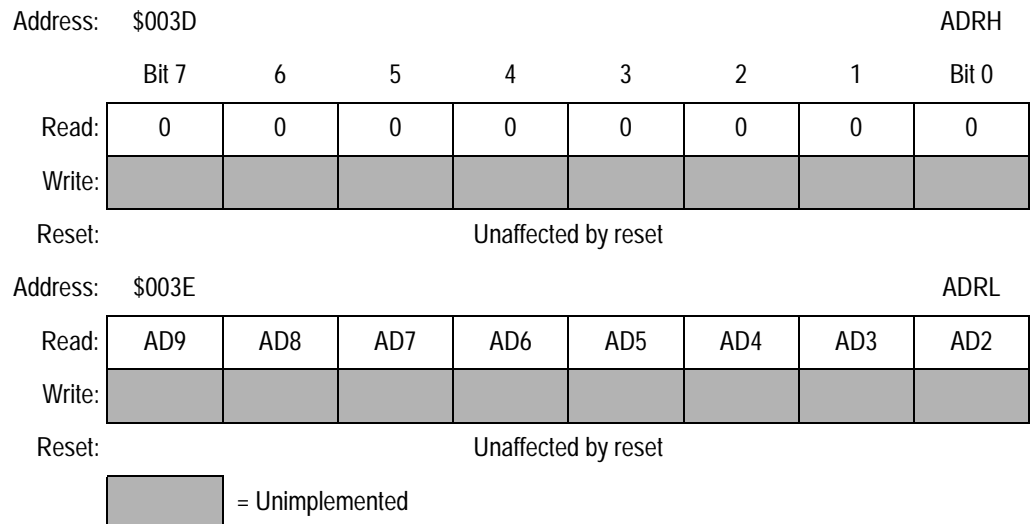 Address: $003D ADRH
Bit 7 6 5 4 3 2 1 Bit 0
Read: 0 0 0 0 0 0 0 0
Write:
Reset: Unaffected by reset
Address: $003E ADRL
Read: AD9 AD8 AD7 AD6 AD5 AD4 AD3 AD2
Write:
Reset: Unaffected by reset
= Unimplemented